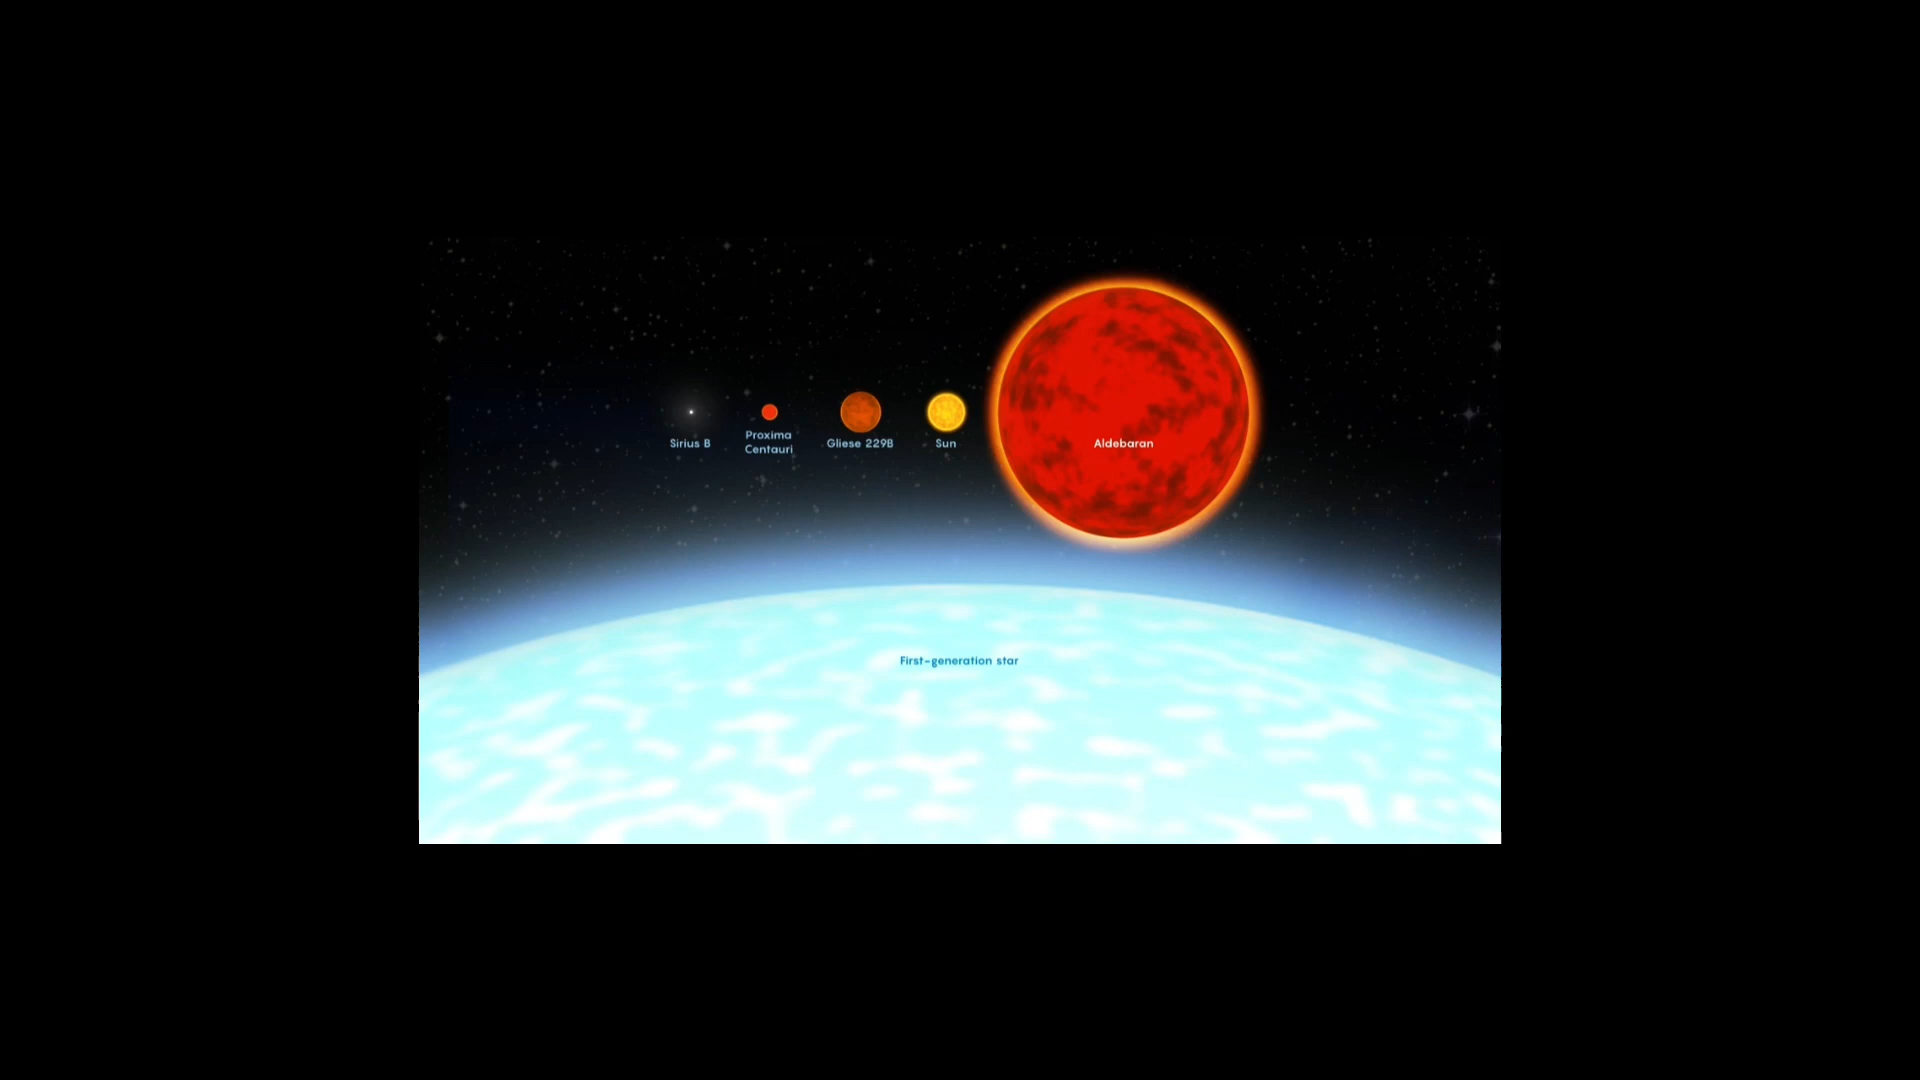 Sirius B
Proxima
Centauri
Gliese 229B
Sun
Aldebaran
First-generation star